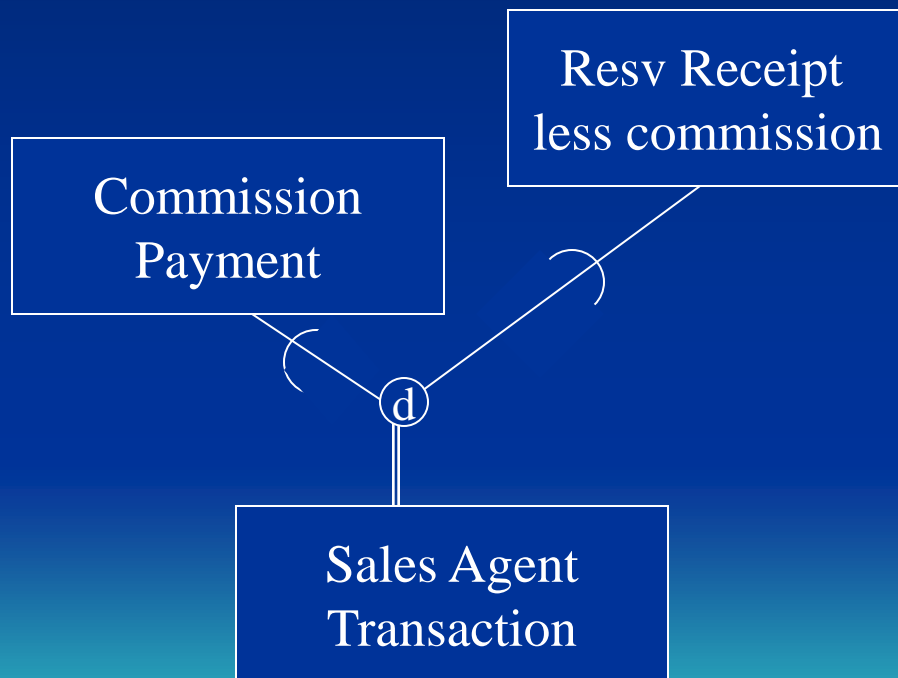 Resv Receipt
less commission
Commission
Payment
d
Sales Agent
Transaction